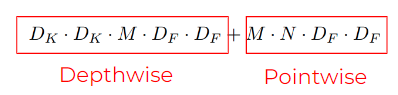 D_K · D_K · M · D_F · D_F + M · N · D_F · D_F
Depthwise Pointwise